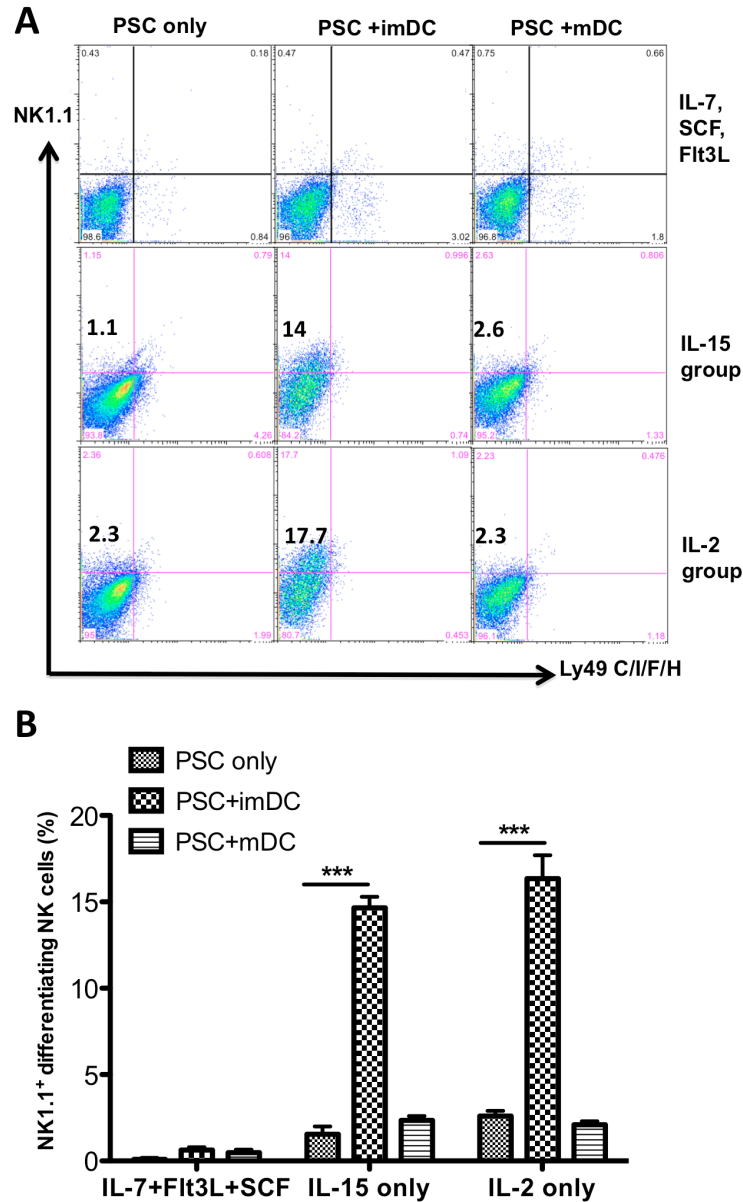 A
PSC only PSC +imDC PSC +mDC
0.43 0.18 0.47 0.47 0.75 0.66
NK1.1
IL-7,
SCF,
Flt3L
98.6 0.84 96 3.02 96.8 1.8
1.15 0.79 14 0.996 2.63 0.806
1.1 14 2.6
IL-15
group
93.8 4.26 84.2 0.74 95.2 1.33
2.36 0.608 17.7 1.09 2.23 0.476
2.3 17.7 2.3
IL-2
group
95 1.99 80.7 0.453 96.1 1.18
Ly49 C/I/F/H
B
PSC only
PSC+imDC
PSC+mDC
NK1.1+ differentiating NK cells (%)
20
15
10
5
0
***
***
IL-7+Flt3L+SCF IL-15 only IL-2 only